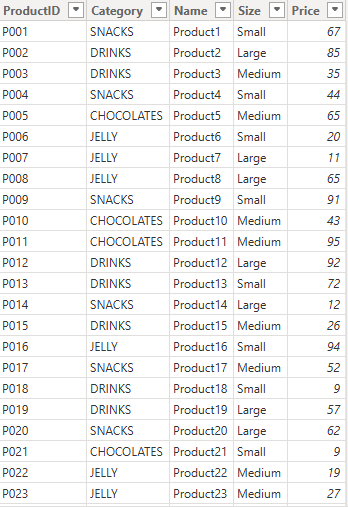 ProductID Category Name Size Price
P001 SNACKS Product1 Small 67
P002 DRINKS Product2 Large 85
P003 DRINKS Product3 Medium 35
P004 SNACKS Product4 Small 44
P005 CHOCOLATES Product5 Medium 65
P006 JELLY Product6 Small 20
P007 JELLY Product7 Large 11
P008 JELLY Product8 Large 65
P009 SNACKS Product9 Small 91
P010 CHOCOLATES Product10 Medium 43
P011 CHOCOLATES Product11 Medium 95
P012 DRINKS Product12 Large 92
P013 DRINKS Product13 Small 72
P014 SNACKS Product14 Large 12
P015 DRINKS Product15 Medium 26
P016 JELLY Product16 Small 94
P017 SNACKS Product17 Medium 52
P018 DRINKS Product18 Small 9
P019 DRINKS Product19 Large 57
P020 SNACKS Product20 Large 62
P021 CHOCOLATES Product21 Small 9
P022 JELLY Product22 Medium 19
P023 JELLY Product23 Medium 27